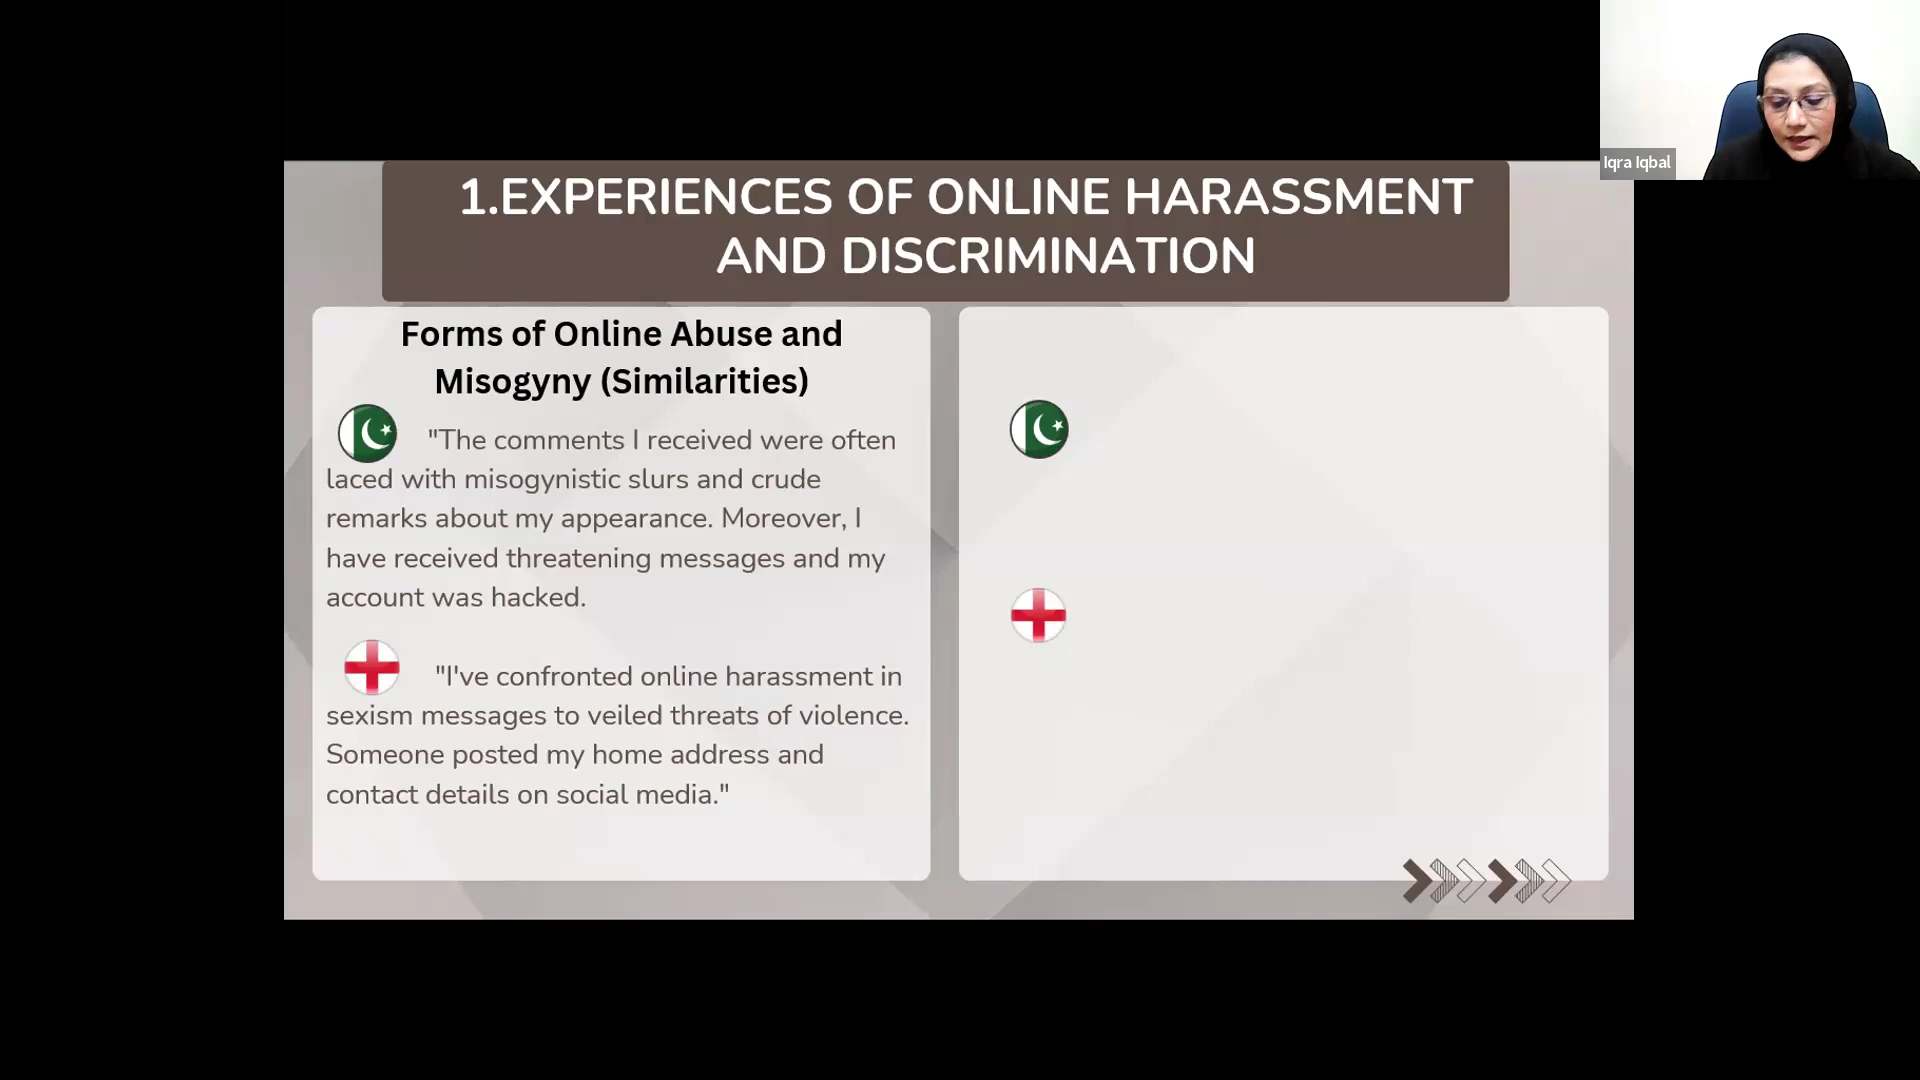 Iqra Iqbal
1.EXPERIENCES OF ONLINE HARASSMENT
AND DISCRIMINATION
Forms of Online Abuse and
Misogyny (Similarities)
"The comments I received were often
laced with misogynistic slurs and crude
remarks about my appearance. Moreover, I
have received threatening messages and my
account was hacked.
"I've confronted online harassment in
sexism messages to veiled threats of violence.
Someone posted my home address and
contact details on social media."